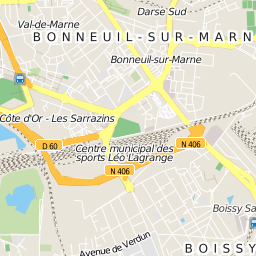 Darse Sud
Val-de-Marne
BONNEUIL-SUR-MARN
Bonneuil-sur-Marne
Côte d'Or - Les Sarrazins
D 60
N 406
Centre municipal des
sports Léo Lagrange
N 406
Boissy Sa
Avenue de Verdun
BOISSY